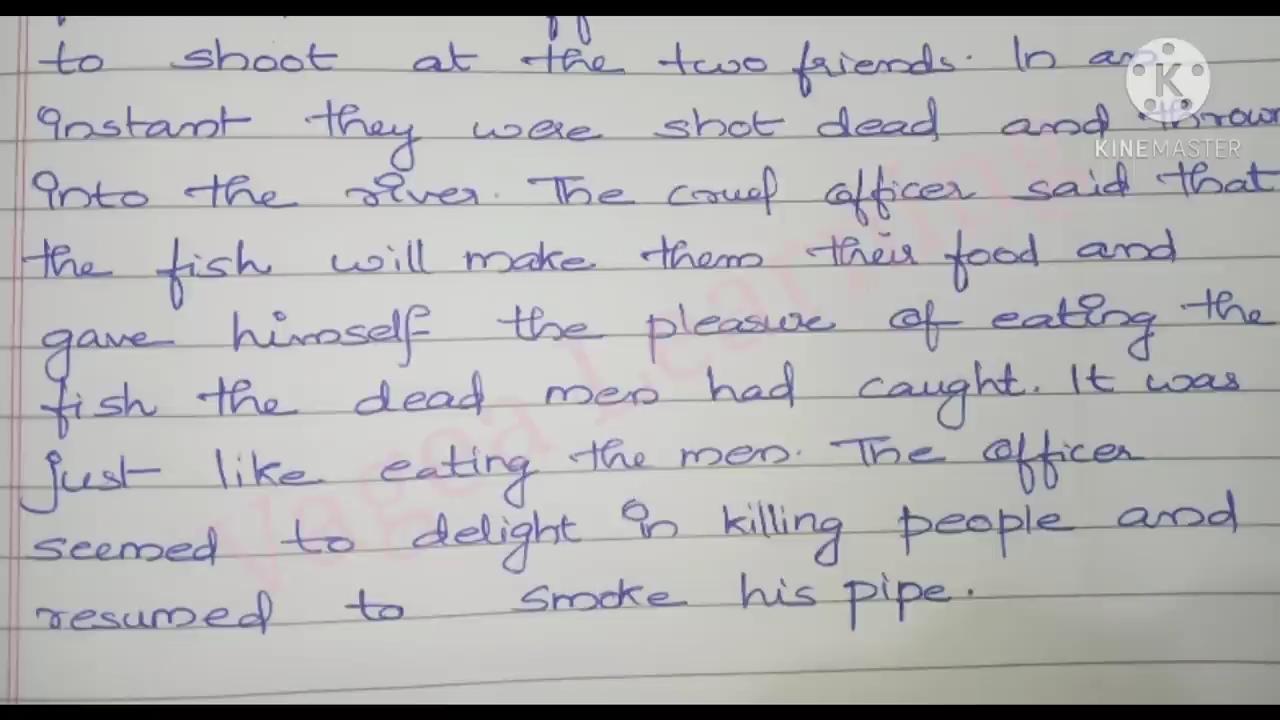 to shoot at the two friends. In an
instant they were shot dead and thrown
into the river. The cruel officer said that
the fish will make them their food and
gave himself the pleasure of eating the
fish the dead men had caught. It was
just like eating the men. The officer
seemed to delight in killing people and
resumed to smoke his pipe.
K
KINEMASTER